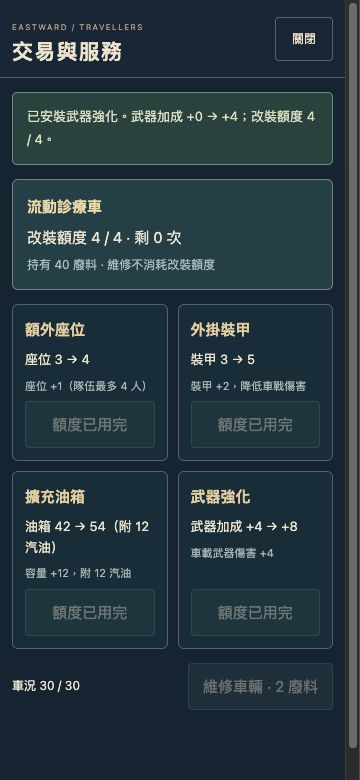 EASTWARD / TRAVELLERS
交易與服務
關閉
已安裝武器強化。武器加成 +0 → +4；改裝額度 4
/ 4。
流動診療車
改裝額度 4 / 4 · 剩 0 次
持有 40 廢料 · 維修不消耗改裝額度
額外座位
座位 3 → 4
座位 +1（隊伍最多 4 人）
額度已用完
外掛裝甲
裝甲 3 → 5
裝甲 +2，降低車戰傷害
額度已用完
擴充油箱
油箱 42 → 54（附 12
汽油）
容量 +12，附 12 汽油
額度已用完
武器強化
武器加成 +4 → +8
車載武器傷害 +4
額度已用完
車況 30 / 30
維修車輛 · 2 廢料